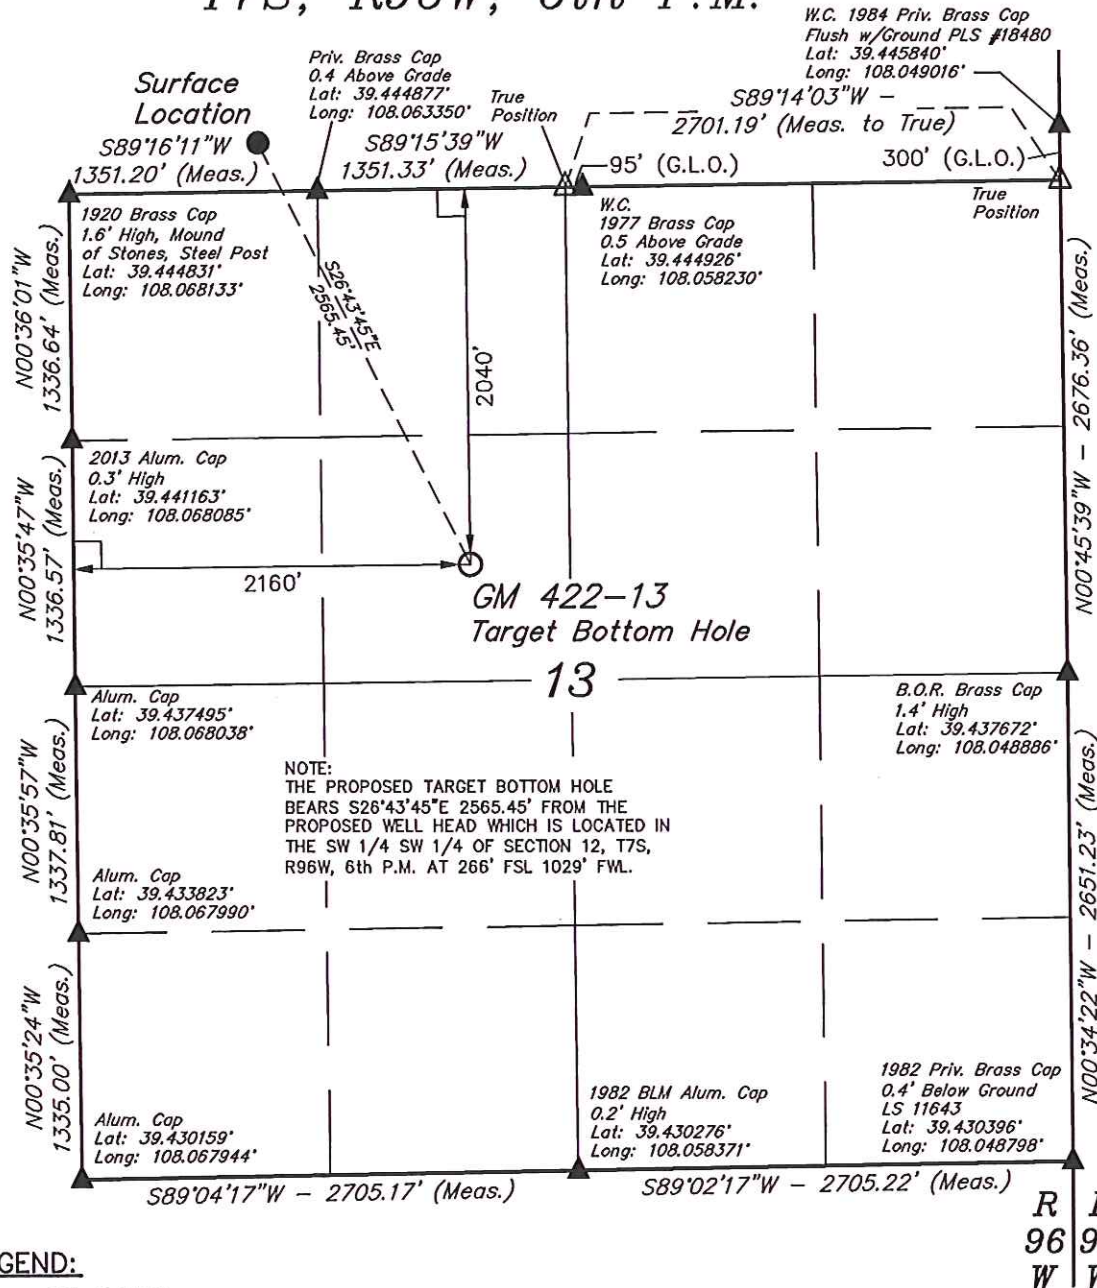 T7S, R96W, 6th P.M.
W.C. 1984 Priv. Brass Cap
Flush w/Ground PLS #18480
Lat: 39.445840°
Long: 108.049016°
Priv. Brass Cap
0.4 Above Grade
Lat: 39.444877°
Long: 108.063350°
Surface
Location
True
Position
S89°14'03"W –
2701.19' (Meas. to True)
S89°16'11"W
1351.20' (Meas.)
S89°15'39"W
1351.33' (Meas.)
95' (G.L.O.)
300' (G.L.O.)
True
Position
1920 Brass Cap
1.6' High, Mound
of Stones, Steel Post
Lat: 39.444831°
Long: 108.068133°
W.C.
1977 Brass Cap
0.5 Above Grade
Lat: 39.444926°
Long: 108.058230°
N00°36'01"W
1336.64' (Meas.)
S26°43'45"E
2565.45'
2040'
N00°45'39"W – 2676.36' (Meas.)
2013 Alum. Cap
0.3' High
Lat: 39.441163°
Long: 108.068085°
N00°35'47"W
1336.57' (Meas.)
2160'
GM 422–13
Target Bottom Hole
13
Alum. Cap
Lat: 39.437495°
Long: 108.068038°
B.O.R. Brass Cap
1.4' High
Lat: 39.437672°
Long: 108.048886°
NOTE:
THE PROPOSED TARGET BOTTOM HOLE
BEARS S26°43'45"E 2565.45' FROM THE
PROPOSED WELL HEAD WHICH IS LOCATED IN
THE SW 1/4 SW 1/4 OF SECTION 12, T7S,
R96W, 6th P.M. AT 266' FSL 1029' FWL.
N00°35'57"W
1337.81' (Meas.)
Alum. Cap
Lat: 39.433823°
Long: 108.067990°
N00°34'22"W – 2651.23' (Meas.)
N00°35'24"W
1335.00' (Meas.)
Alum. Cap
Lat: 39.430159°
Long: 108.067944°
1982 BLM Alum. Cap
0.2' High
Lat: 39.430276°
Long: 108.058371°
1982 Priv. Brass Cap
0.4' Below Ground
LS 11643
Lat: 39.430396°
Long: 108.048798°
S89°04'17"W – 2705.17' (Meas.)
S89°02'17"W – 2705.22' (Meas.)
R
96 9
W
GEND: